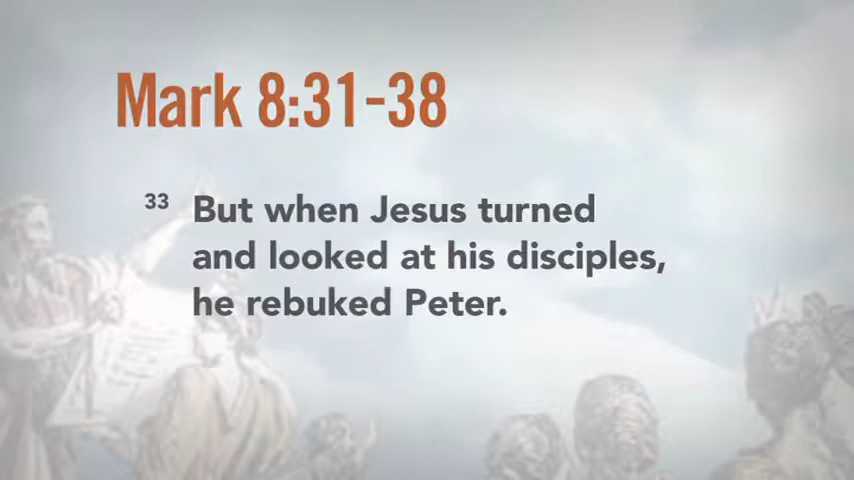 Mark 8:31-38
33 But when Jesus turned
and looked at his disciples,
he rebuked Peter.